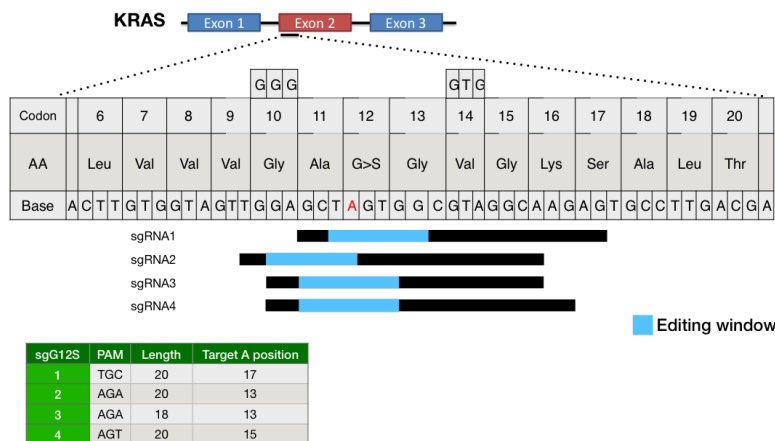 KRAS Exon 1 Exon 2 Exon 3
G G G G T G
Codon 6 7 8 9 10 11 12 13 14 15 16 17 18 19 20
AA Leu Val Val Val Gly Ala G>S Gly Val Gly Lys Ser Ala Leu Thr
Base A C T T G T G G T A G T T G G A G C T A G T G G C G T A G G C A A G A G T G C C T T G A C G A
sgRNA1
sgRNA2
sgRNA3
sgRNA4
Editing window
sgG12S PAM Length Target A position
1 TGC 20 17
2 AGA 20 13
3 AGA 18 13
4 AGT 20 15